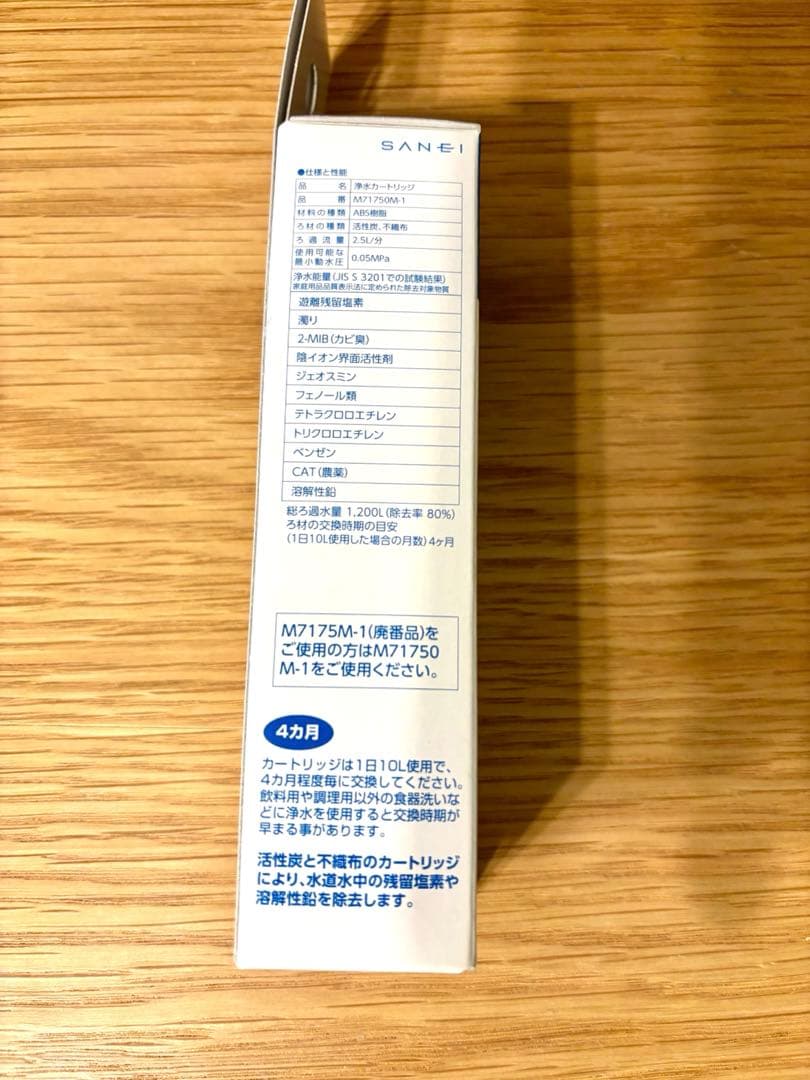 SANEI
●仕様と性能
品名 浄水カートリッジ
品番 M71750M-1
材料の種類 ABS樹脂
ろ材の種類 活性炭、不織布
ろ過流量 2.5L/分
使用可能な
最小動水圧 0.05MPa
浄水能量(JIS S 3201での試験結果)
家庭用品品質表示法に定められた除去対象物質
遊離残留塩素
濁り
2-MIB(カビ臭)
陰イオン界面活性剤
ジェオスミン
フェノール類
テトラクロロエチレン
トリクロロエチレン
ベンゼン
CAT(農薬)
溶解性鉛
総ろ過水量 1,200L(除去率 80%)
ろ材の交換時期の目安
(1日10L使用した場合の月数)4ヶ月
M7175M-1(廃番品)を
ご使用の方はM71750
M-1をご使用ください。
4カ月
カートリッジは1日10L使用で、
4カ月程度毎に交換してください。
飲料用や調理用以外の食器洗いな
どに浄水を使用すると交換時期が
早まる事があります。
活性炭と不織布のカートリッジ
により、水道水中の残留塩素や
溶解性鉛を除去します。